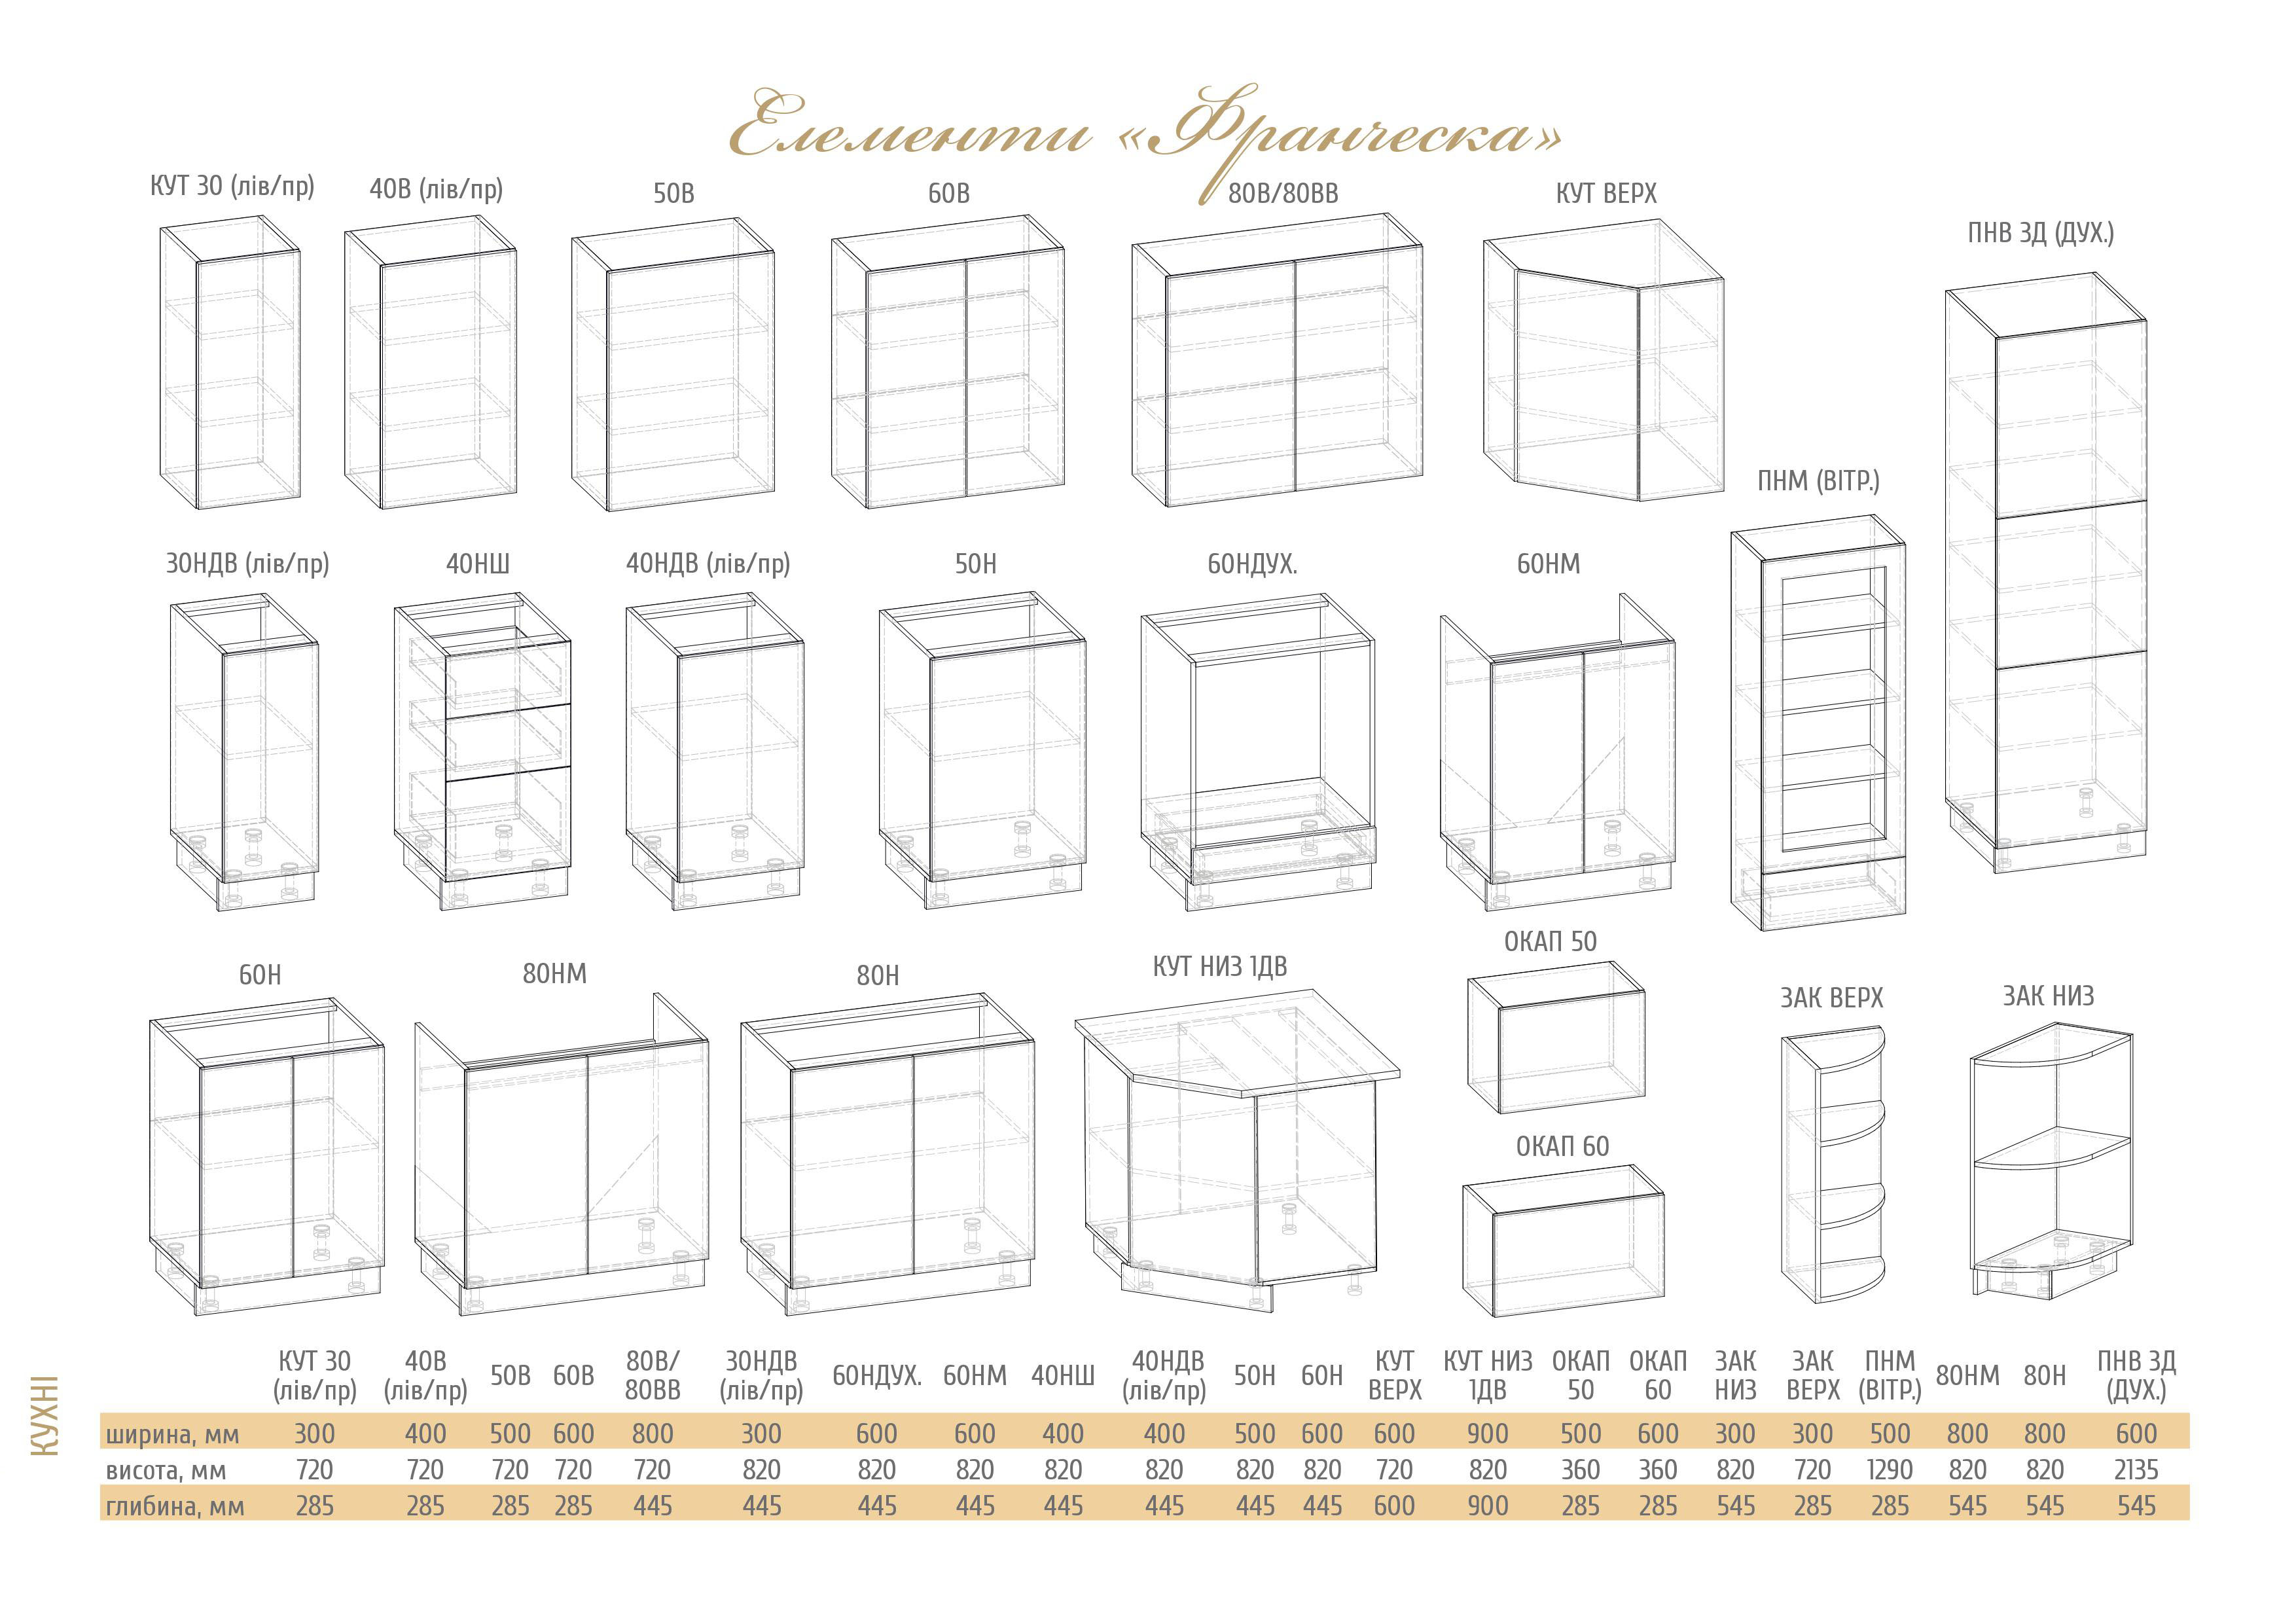 Елементи «Франческа»
КУТ 30 (лів/пр)
40В (лів/пр)
50В
60В
80В/80ВВ
КУТ ВЕРХ
ПНВ 3Д (ДУХ.)
ПНМ (ВІТР.)
30НДВ (лів/пр)
40НШ
40НДВ (лів/пр)
50Н
60НДУХ.
60НМ
60Н
80НМ
80Н
КУТ НИЗ 1ДВ
ОКАП 50
ОКАП 60
ЗАК ВЕРХ
ЗАК НИЗ
КУХНІ
КУТ 30 40В 50В 60В 80В/ 30НДВ 60НДУХ. 60НМ 40НШ 40НДВ 50Н 60Н КУТ КУТ НИЗ ОКАП ОКАП ЗАК ЗАК ПНМ 80НМ 80Н ПНВ 3Д
(лів/пр) (лів/пр) 80ВВ (лів/пр) (лів/пр) ВЕРХ 1ДВ 50 60 НИЗ ВЕРХ (ВІТР.) (ДУХ.)
ширина, мм 300 400 500 600 800 300 600 600 400 400 500 600 600 900 500 600 300 300 500 800 800 600
висота, мм 720 720 720 720 720 820 820 820 820 820 820 820 720 820 360 360 820 720 1290 820 820 2135
глибина, мм 285 285 285 285 445 445 445 445 445 445 445 445 600 900 285 285 545 285 285 545 545 545